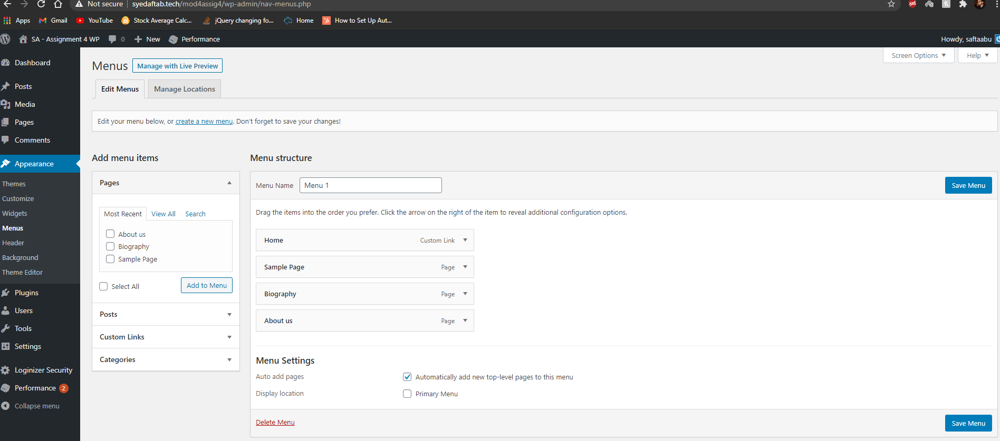 Not secure | syedaftab.tech/mod4assig4/wp-admin/nav-menus.php
Apps Gmail YouTube Stock Average Calc... jQuery changing fo... Home How to Set Up Aut...
SA - Assignment 4 WP 0 New Performance Howdy, saftaabu
Screen Options Help
Dashboard
Posts
Media
Pages
Comments
Appearance
Themes
Customize
Widgets
Menus
Header
Background
Theme Editor
Plugins
Users
Tools
Settings
Loginizer Security
Performance 2
Collapse menu
Menus Manage with Live Preview
Edit Menus Manage Locations
Edit your menu below, or create a new menu. Don't forget to save your changes!
Add menu items
Pages
Most Recent View All Search
About us
Biography
Sample Page
Select All Add to Menu
Posts
Custom Links
Categories
Menu structure
Menu Name Menu 1 Save Menu
Drag the items into the order you prefer. Click the arrow on the right of the item to reveal additional configuration options.
Home Custom Link
Sample Page Page
Biography Page
About us Page
Menu Settings
Auto add pages Automatically add new top-level pages to this menu
Display location Primary Menu
Delete Menu Save Menu